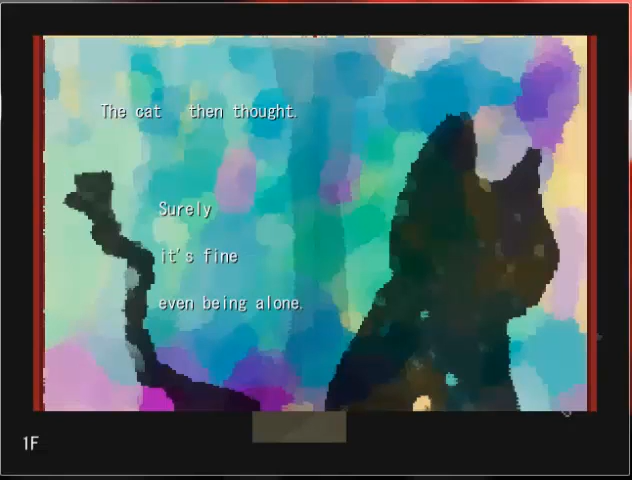 The cat then thought.
Surely
it's fine
even being alone.
1F